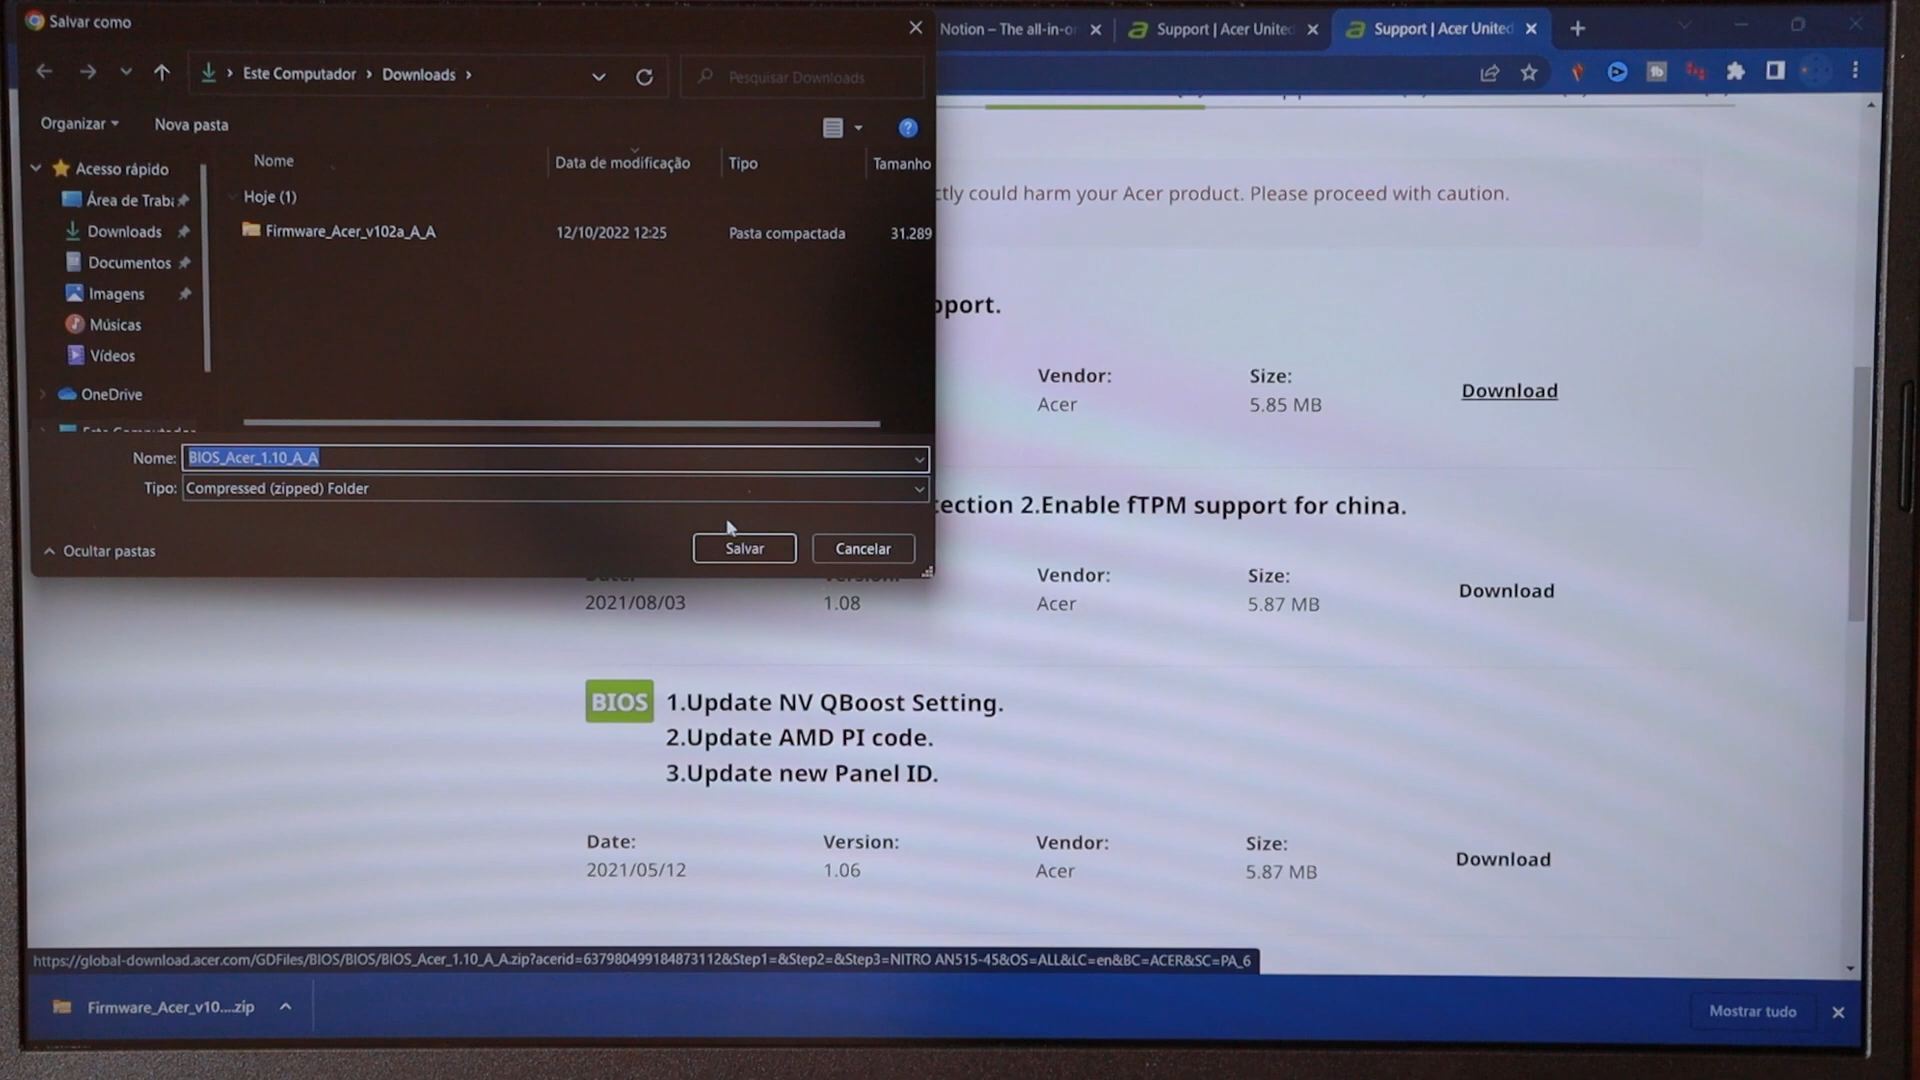 Salvar como
Notion – The all-in-o
Support | Acer United
Support | Acer United
Este Computador
Downloads
Pesquisar Downloads
Organizar
Nova pasta
Nome
Data de modificação
Tipo
Tamanho
Acesso rápido
Hoje (1)
Área de Traba
Firmware_Acer_v102a_A_A
12/10/2022 12:25
Pasta compactada
31.289
Downloads
Documentos
Imagens
Músicas
Vídeos
OneDrive
Este Computador
Nome: BIOS_Acer_1.10_A_A
Tipo: Compressed (zipped) Folder
Ocultar pastas
Salvar
Cancelar
ctly could harm your Acer product. Please proceed with caution.
pport.
Vendor:
Size:
Acer
5.85 MB
Download
tection 2.Enable fTPM support for china.
Vendor:
Size:
2021/08/03
1.08
Acer
5.87 MB
Download
BIOS
1.Update NV QBoost Setting.
2.Update AMD PI code.
3.Update new Panel ID.
Date:
Version:
Vendor:
Size:
2021/05/12
1.06
Acer
5.87 MB
Download
https://global-download.acer.com/GDFiles/BIOS/BIOS/BIOS_Acer_1.10_A_A.zip?acerid=637980499184873112&Step1=&Step2=&Step3=NITRO AN515-45&OS=ALL&LC=en&BC=ACER&SC=PA_6
Firmware_Acer_v10....zip
Mostrar tudo